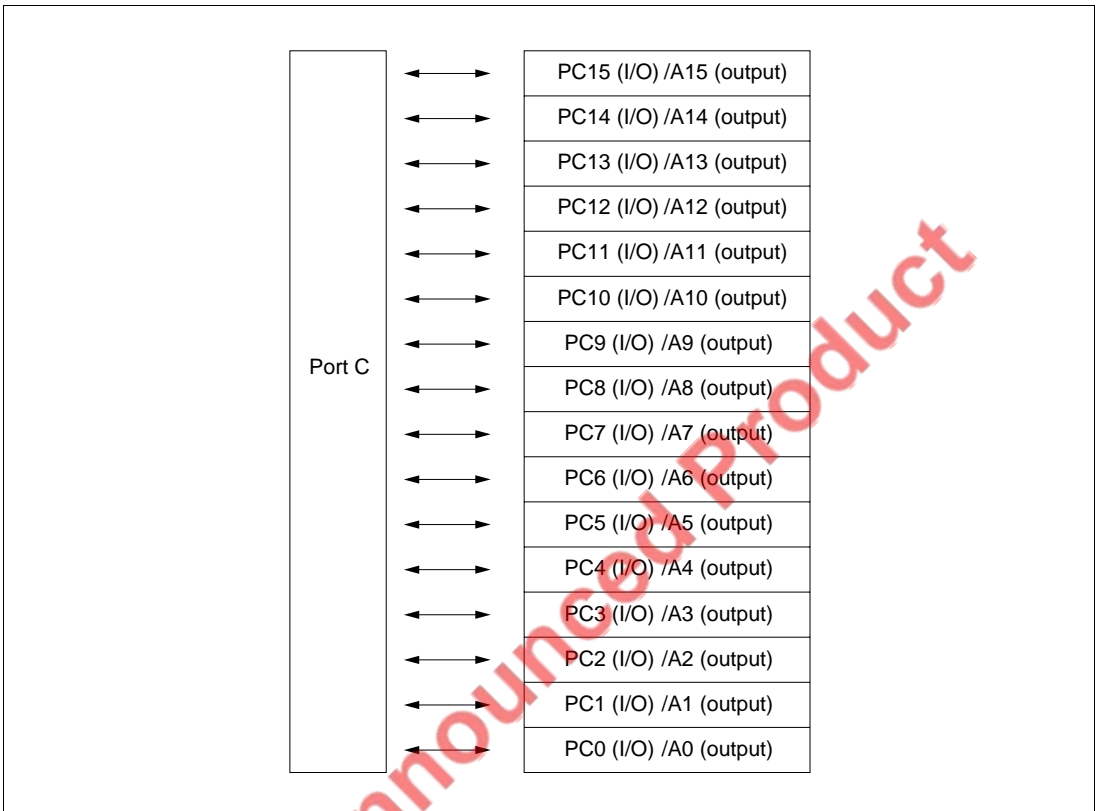 PC15 (I/O) /A15 (output)
PC14 (I/O) /A14 (output)
PC13 (I/O) /A13 (output)
PC12 (I/O) /A12 (output)
PC11 (I/O) /A11 (output)
PC10 (I/O) /A10 (output)
PC9 (I/O) /A9 (output)
Port C
PC8 (I/O) /A8 (output)
PC7 (I/O) /A7 (output)
PC6 (I/O) /A6 (output)
PC5 (I/O) /A5 (output)
PC4 (I/O) /A4 (output)
PC3 (I/O) /A3 (output)
PC2 (I/O) /A2 (output)
PC1 (I/O) /A1 (output)
PC0 (I/O) /A0 (output)
Product